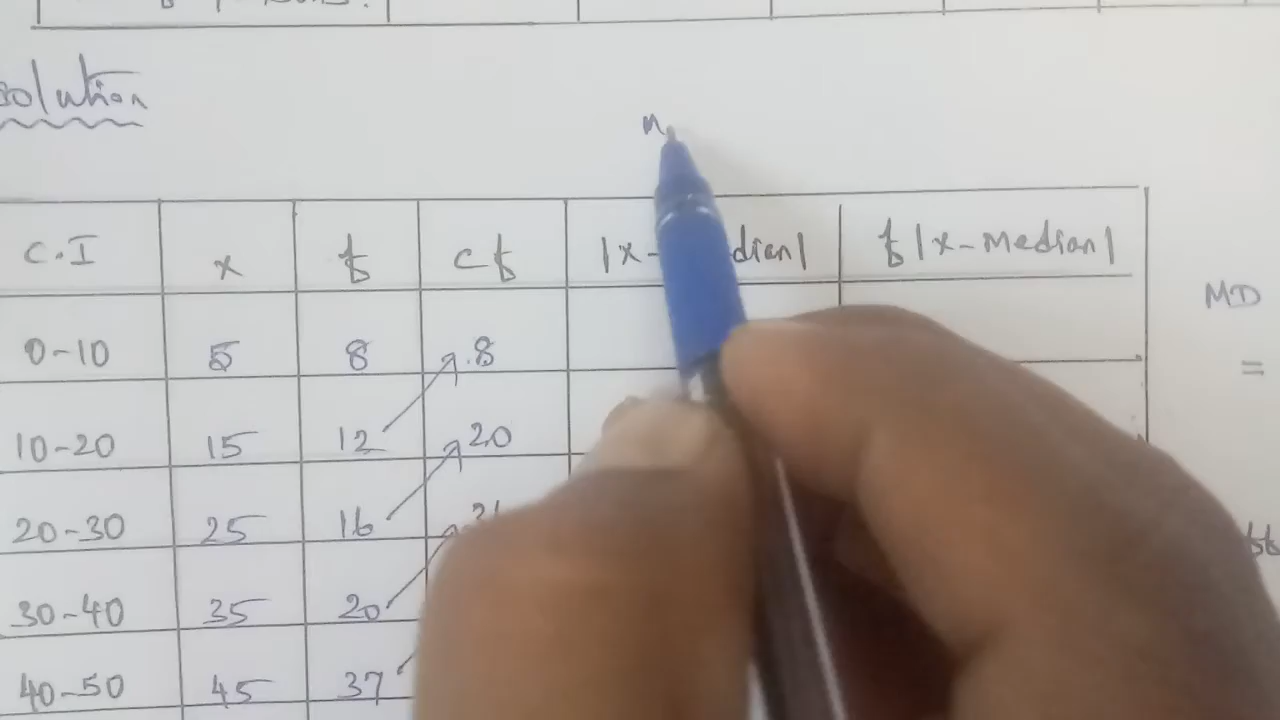 solution
C.I x f cf |x- dian| f |x-Median|
MD
=
0-10 5 8 8
10-20 15 12 20
20-30 25 16
30-40 35 20
40-50 45 37